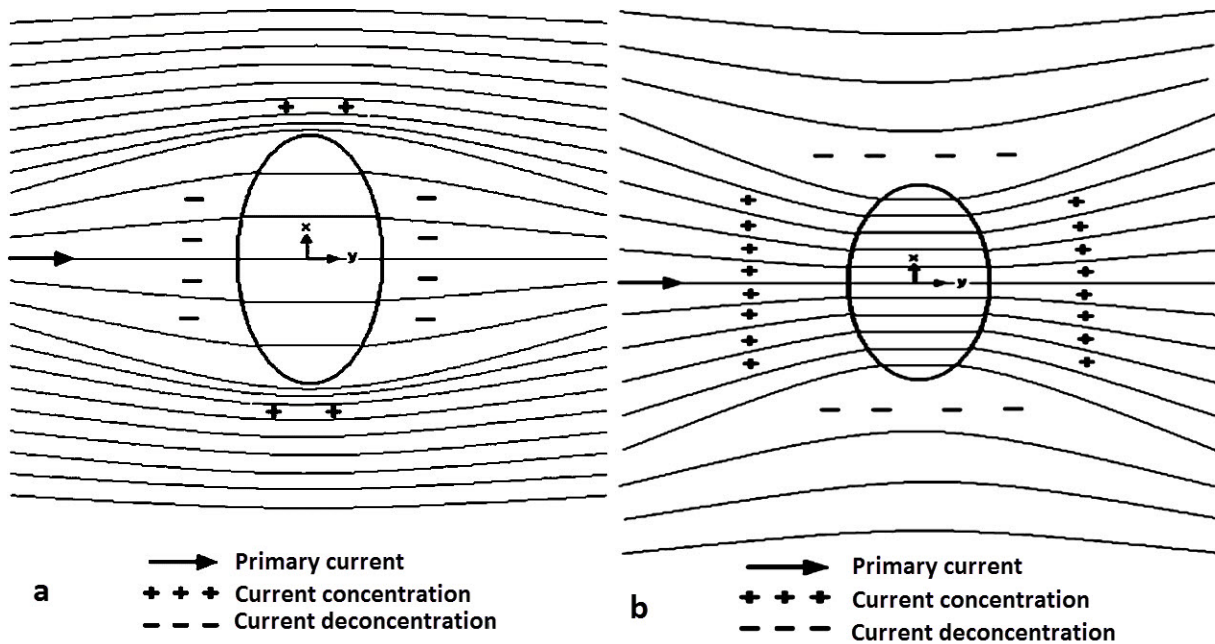 x
y
Primary current
Current concentration
Current deconcentration
a
x
y
Primary current
Current concentration
Current deconcentration
b